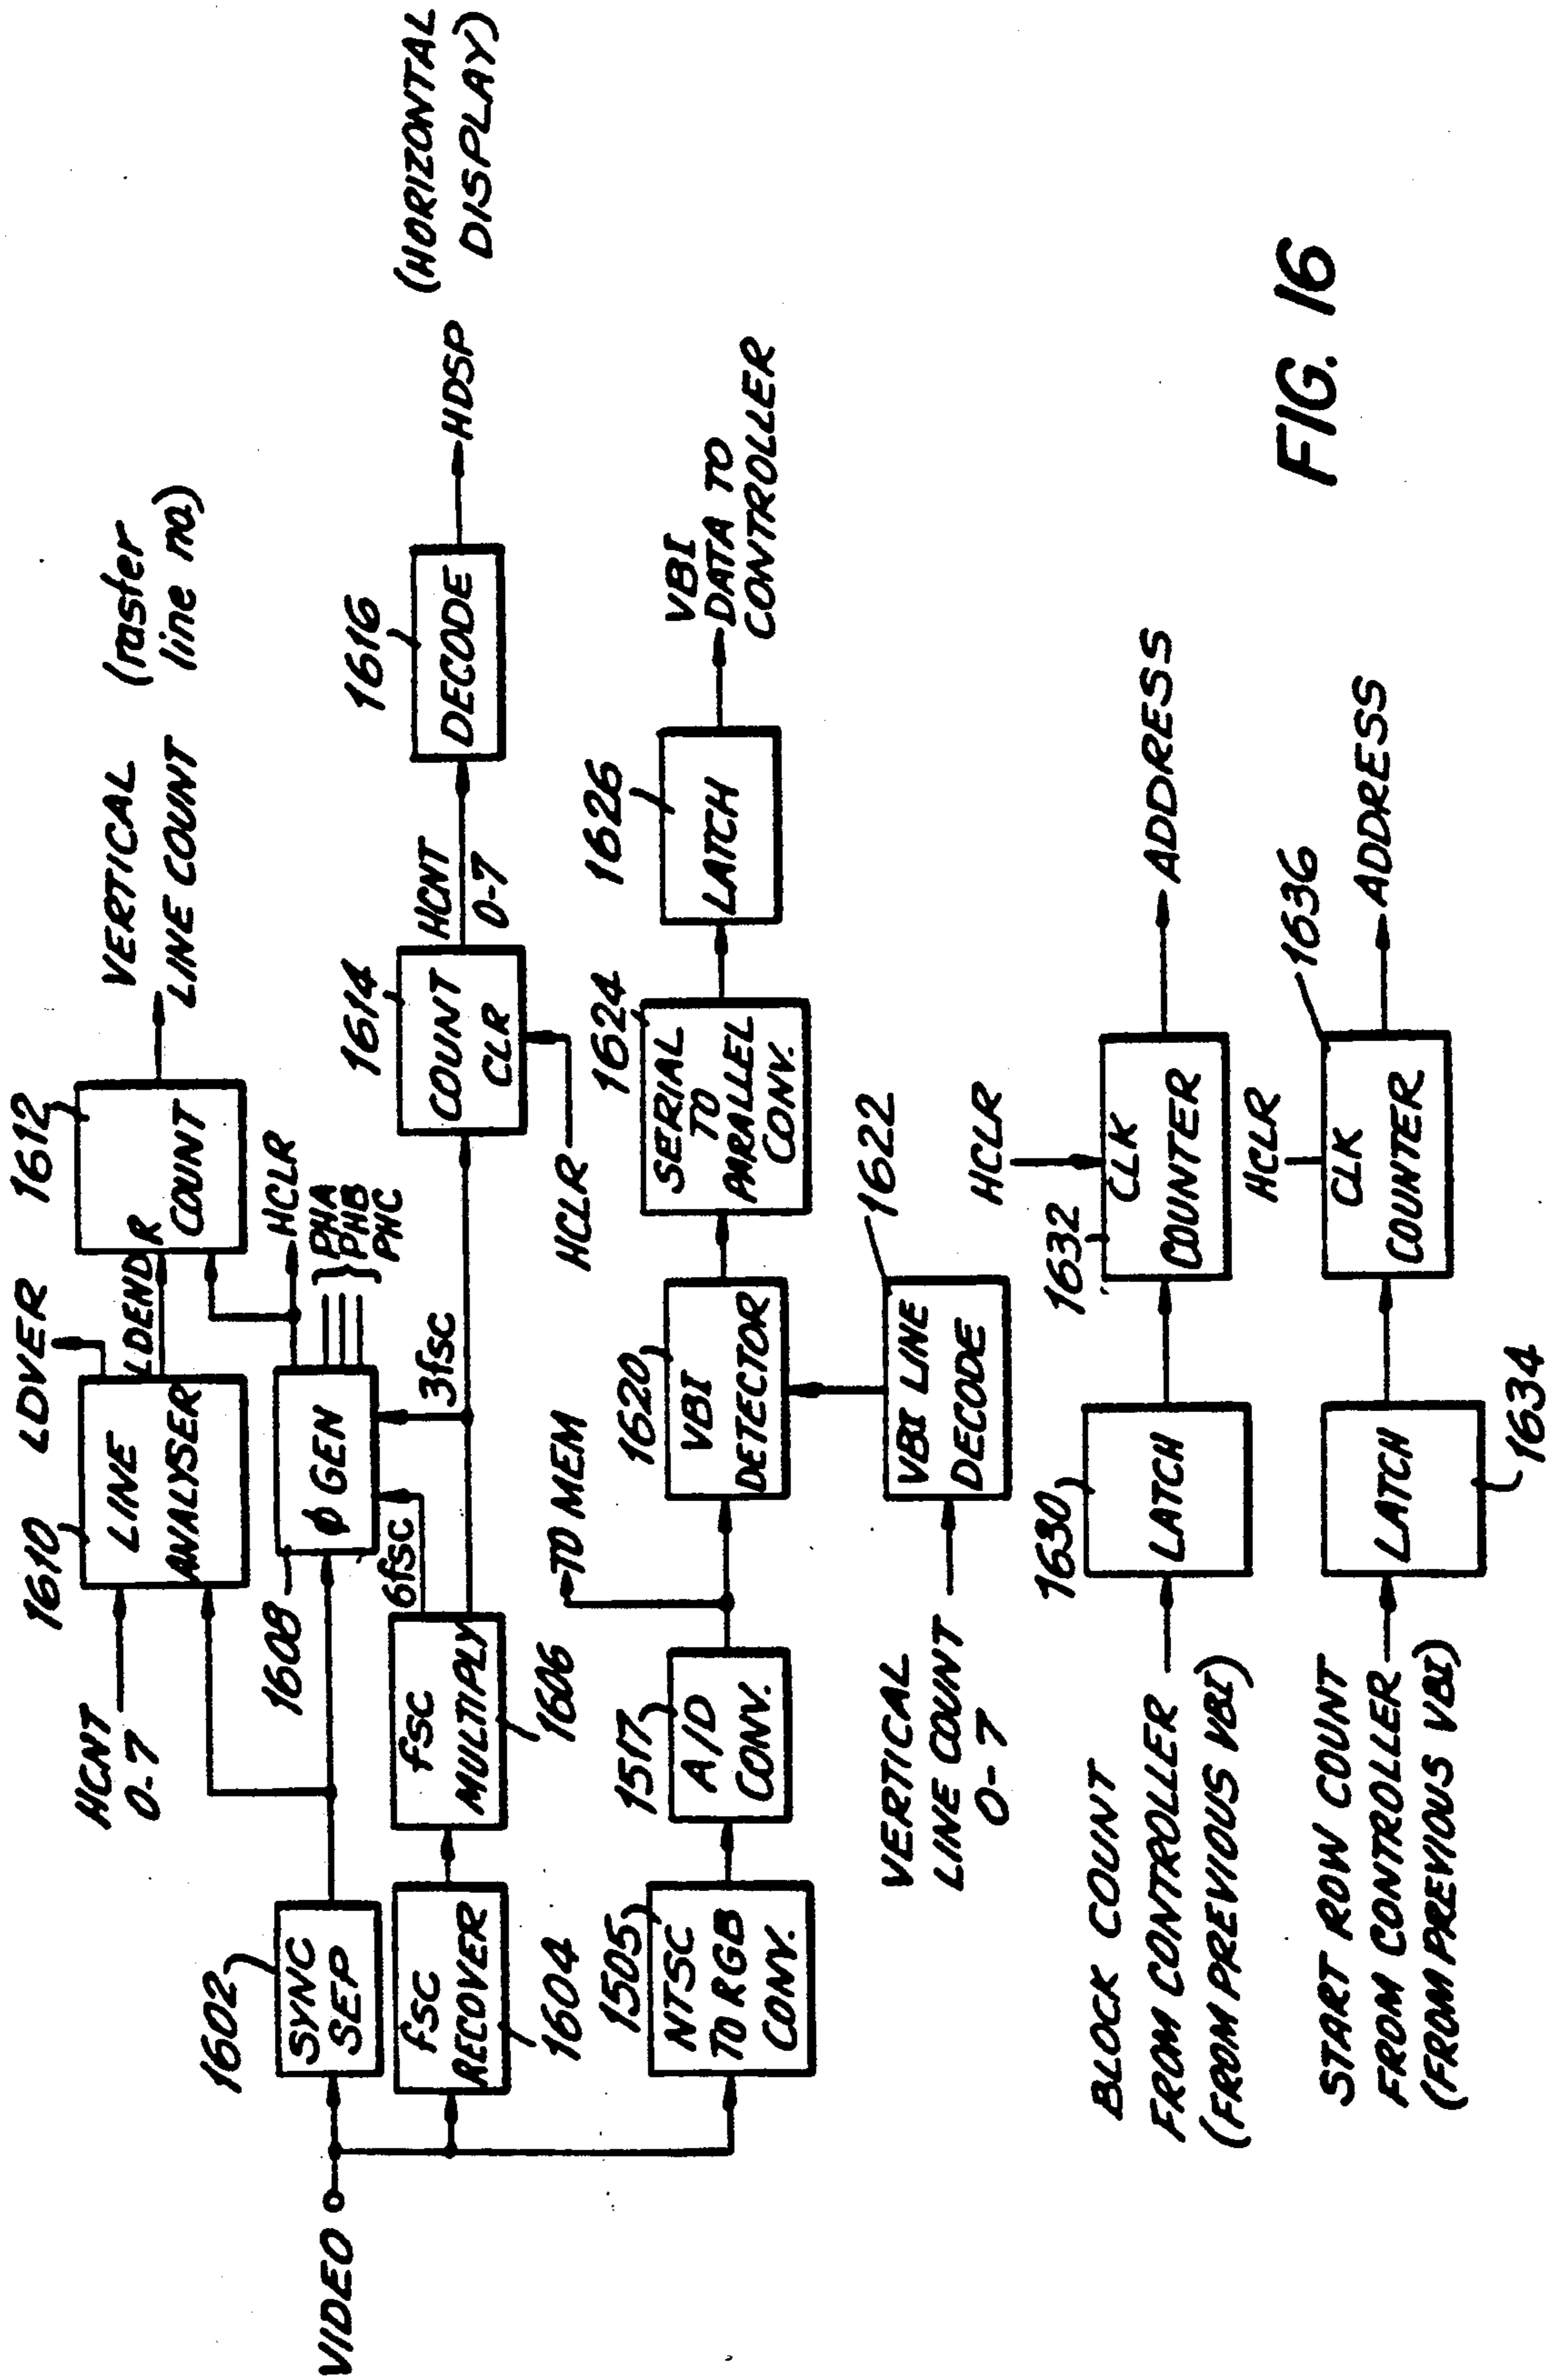 VIDEO
1602
SYNC
SEP
fSC
RECOVER
1604
1505
NTSC
TO RGB
CONV.
HCNT
0-7
1610
LINE
ANALYSER
LDVER
LDEND
1612
R
COUNT
VERTICAL
LINE COUNT
(raster
line no.)
1608
φ GEN
HCLR
PHA
PHB
PHC
fSC
MULTIPLY
1606
6fSC
3fSC
1614
COUNT
CLR
HCLR
HCNT
0-7
1616
DECODE
HDSP
(HORIZONTAL
DISPLAY)
1517
A/D
CONV.
TO MEM
1620
VBI
DETECTOR
1624
SERIAL
TO
PARALLEL
CONV.
1626
LATCH
VBI
DATA TO
CONTROLLER
VERTICAL
LINE COUNT
0-7
VBI LINE
DECODE
1622
BLOCK COUNT
FROM CONTROLLER
(FROM PREVIOUS VBI)
1630
LATCH
1632
HCLR
CLK
COUNTER
ADDRESS
START ROW COUNT
FROM CONTROLLER
(FROM PREVIOUS VBI)
LATCH
1634
HCLR
CLK
COUNTER
1636
ADDRESS
FIG. 16